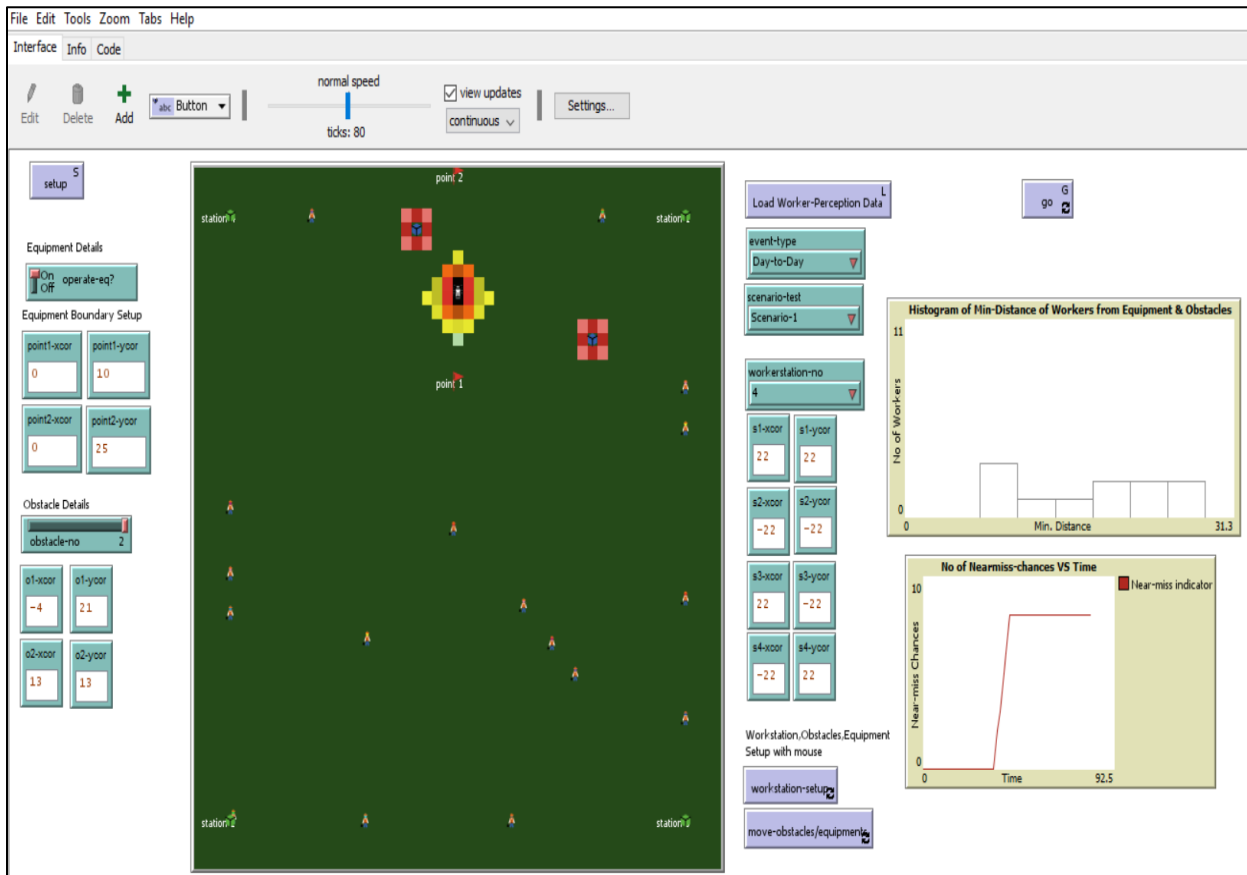 File Edit Tools Zoom Tabs Help
Interface Info Code
normal speed
view updates
Edit Delete Add abc Button continuous Settings...
ticks: 80
setup S
Equipment Details
On
Off operate-eq?
Equipment Boundary Setup
point1-xcor point1-ycor
0 10
point2-xcor point2-ycor
0 25
Obstacle Details
obstacle-no 2
o1-xcor o1-ycor
-4 21
o2-xcor o2-ycor
13 13
point 2
station station
point 1
station station
Load Worker-Perception Data L
go G
event-type
Day-to-Day
scenario-test
Scenario-1
workerstation-no
4
s1-xcor s1-ycor
22 22
s2-xcor s2-ycor
-22 -22
s3-xcor s3-ycor
22 -22
s4-xcor s4-ycor
-22 22
Workstation,Obstacles,Equipment
Setup with mouse
workstation-setup
move-obstacles/equipments
Histogram of Min-Distance of Workers from Equipment & Obstacles
11
No of Workers
0
0 Min. Distance 31.3
No of Nearmiss-chances VS Time
10
Near-miss Chances
0
0 Time 92.5
Near-miss indicator